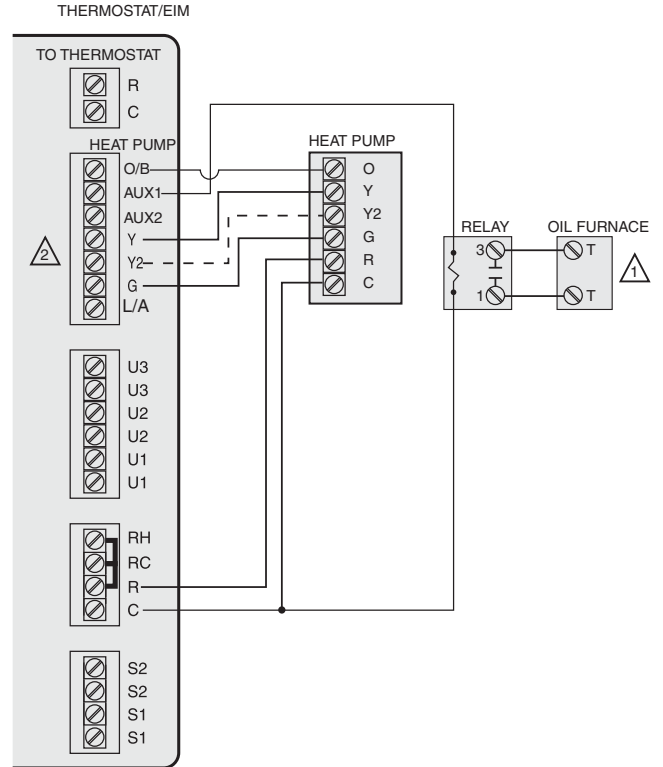 THERMOSTAT/EIM
TO THERMOSTAT
R
C
HEAT PUMP
O/B
AUX1
AUX2
Y
Y2
G
L/A
2
U3
U3
U2
U2
U1
U1
RH
RC
R
C
S2
S2
S1
S1
HEAT PUMP
O
Y
Y2
G
R
C
RELAY
3
1
OIL FURNACE
T
T
1